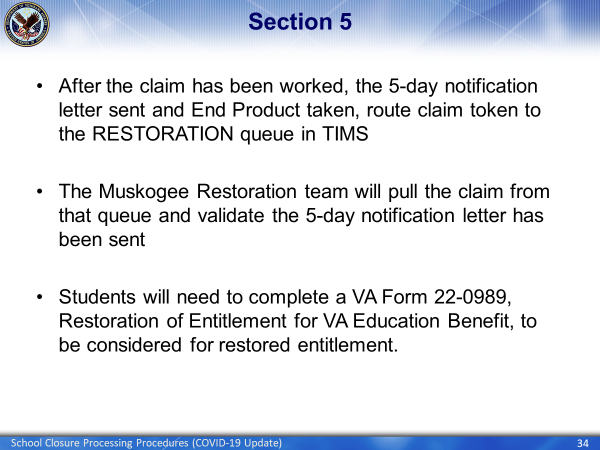 Section 5
• After the claim has been worked, the 5-day notification
letter sent and End Product taken, route claim token to
the RESTORATION queue in TIMS
• The Muskogee Restoration team will pull the claim from
that queue and validate the 5-day notification letter has
been sent
• Students will need to complete a VA Form 22-0989,
Restoration of Entitlement for VA Education Benefit, to
be considered for restored entitlement.
School Closure Processing Procedures (COVID-19 Update)
34